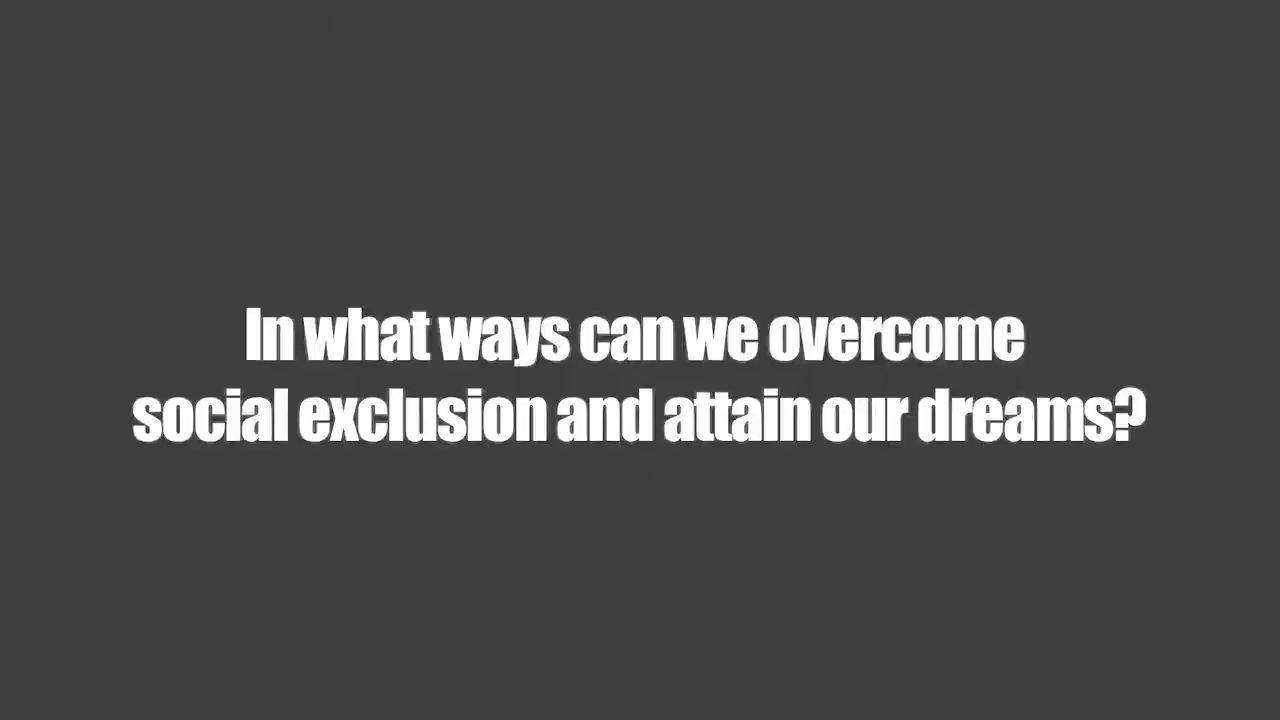 In what ways can we overcome
social exclusion and attain our dreams?